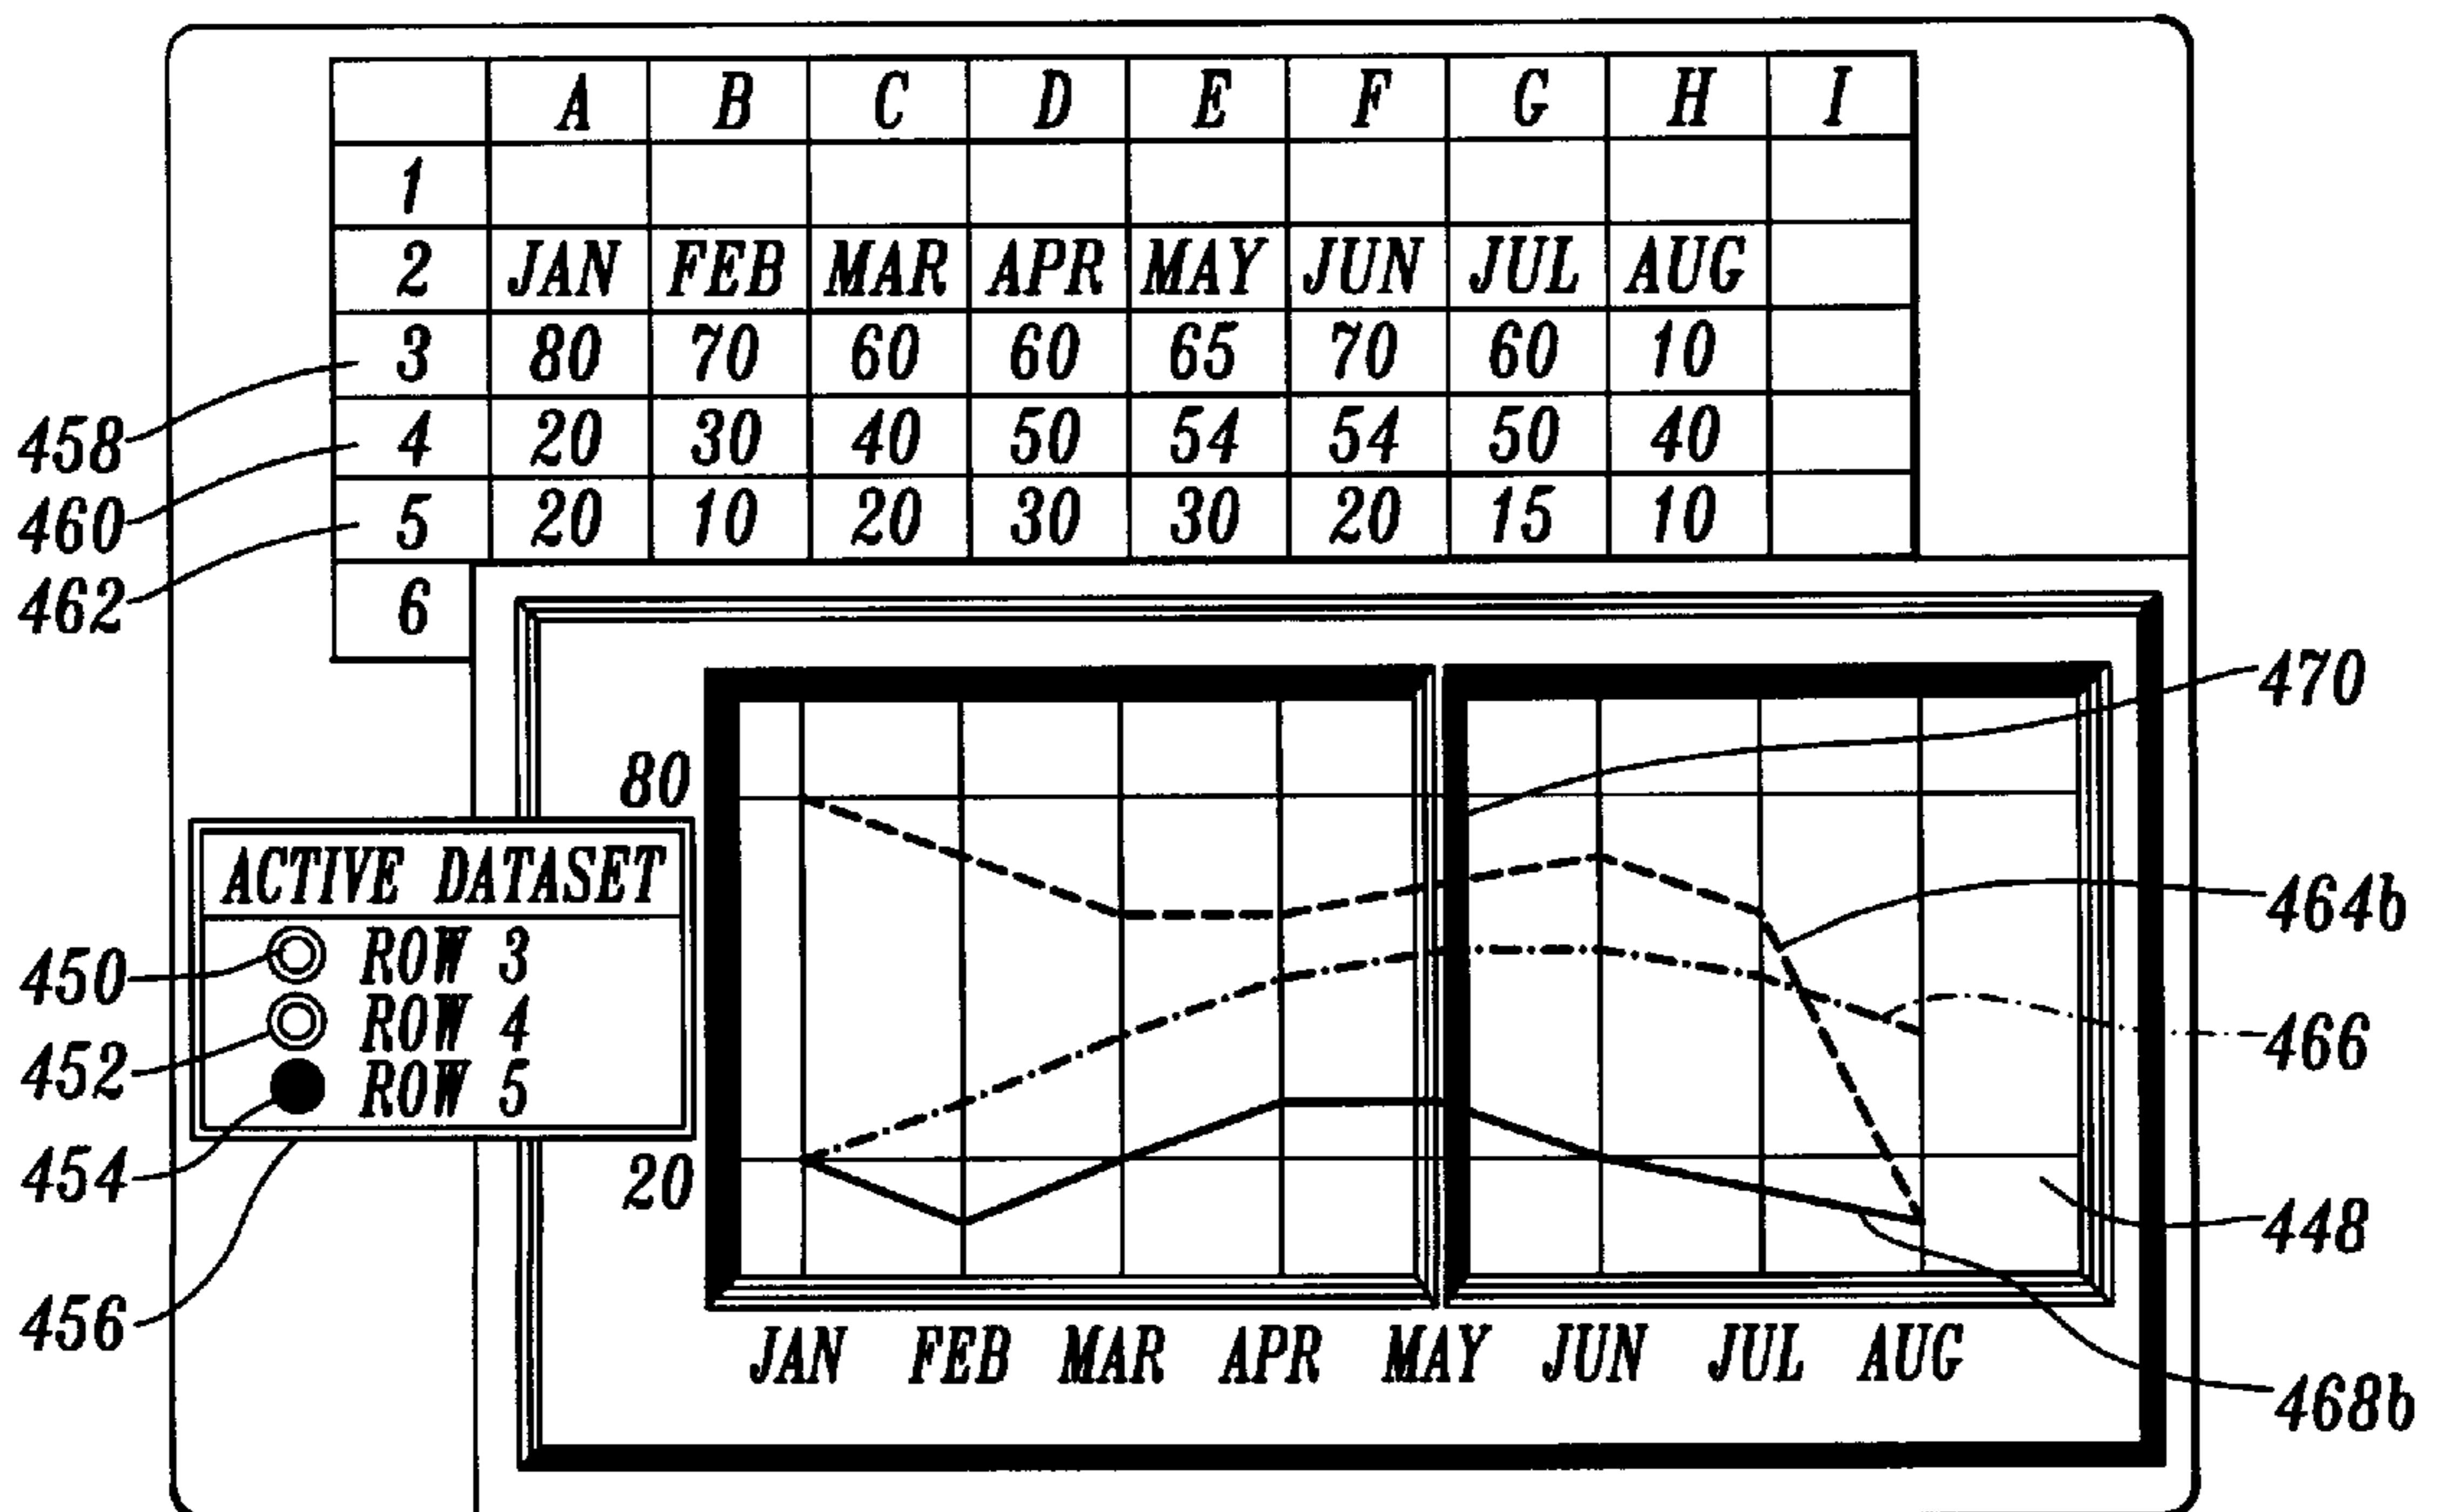 A B C D E F G H I
1
2 JAN FEB MAR APR MAY JUN JUL AUG
3 80 70 60 60 65 70 60 10
4 20 30 40 50 54 54 50 40
5 20 10 20 30 30 20 15 10
6
458
460
462
470
80
ACTIVE DATASET
ROW 3
ROW 4
ROW 5
450
452
454
456
20
464b
466
448
468b
JAN FEB MAR APR MAY JUN JUL AUG